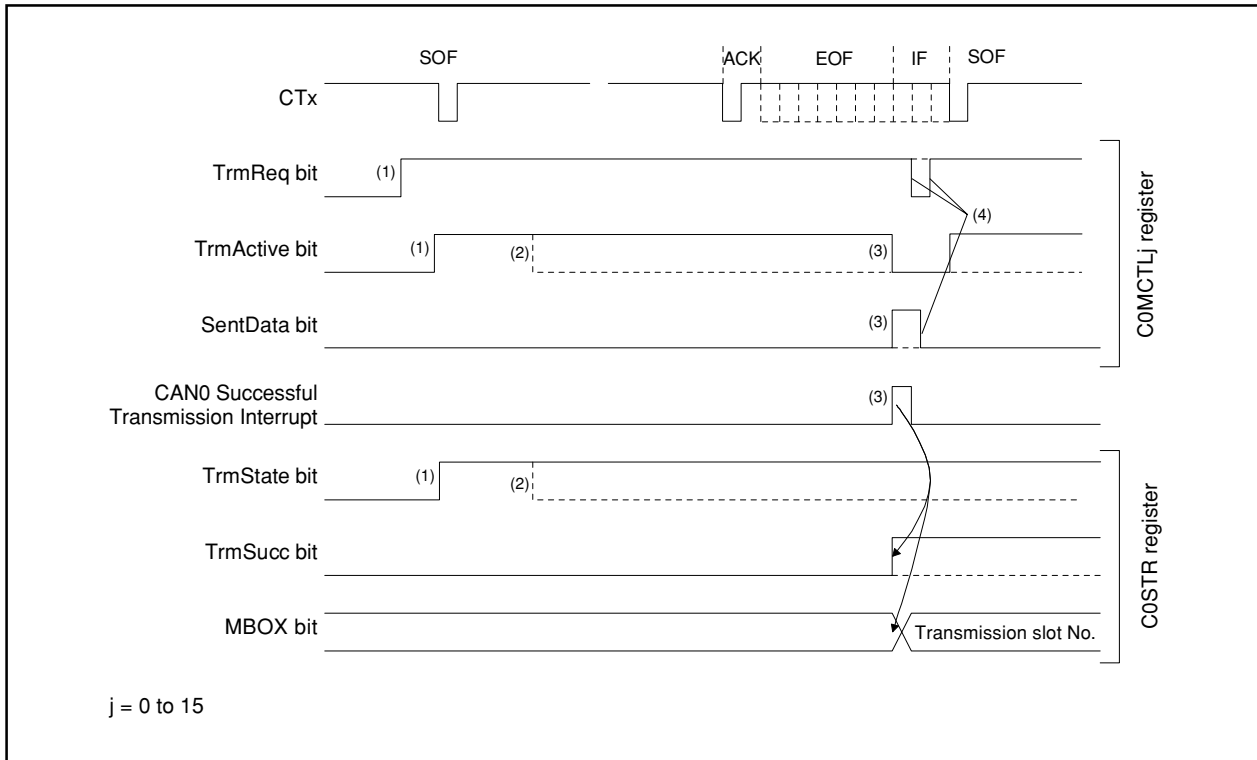 SOF
ACK
EOF
IF
SOF
CTx
TrmReq bit
(1)
(4)
TrmActive bit
(1)
(2)
(3)
SentData bit
(3)
C0MCTLj register
CAN0 Successful
Transmission Interrupt
(3)
TrmState bit
(1)
(2)
TrmSucc bit
MBOX bit
Transmission slot No.
C0STR register
j = 0 to 15